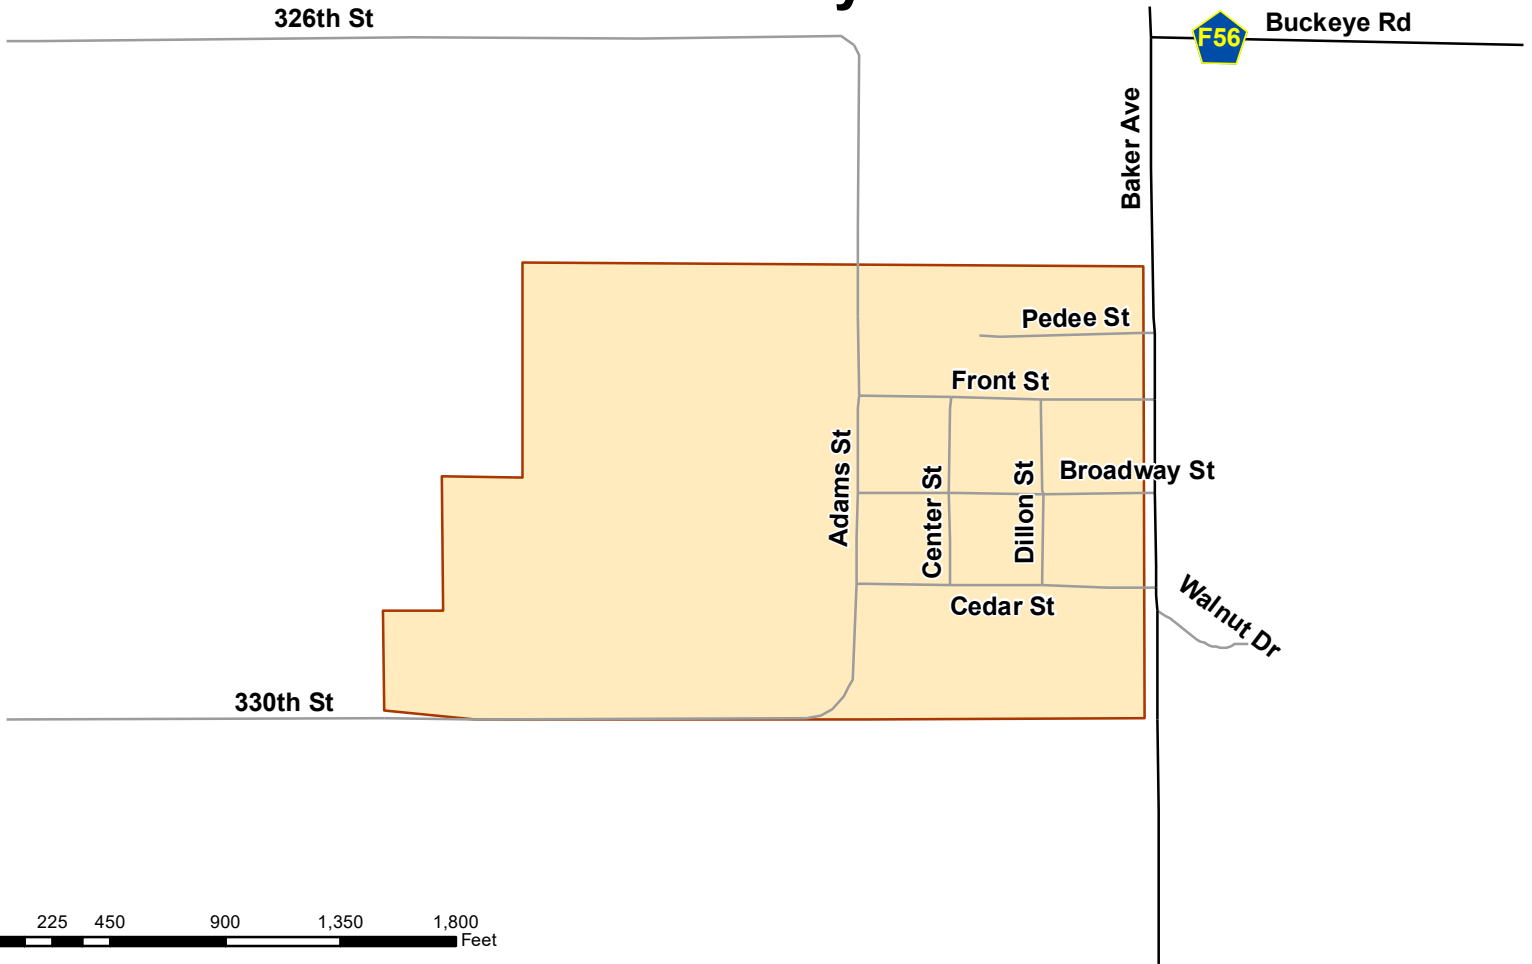 326th St
F56
Buckeye Rd
Baker Ave
Pedee St
Front St
Adams St
Center St
Dillon St
Broadway St
Cedar St
Walnut Dr
330th St
225 450 900 1,350 1,800
Feet